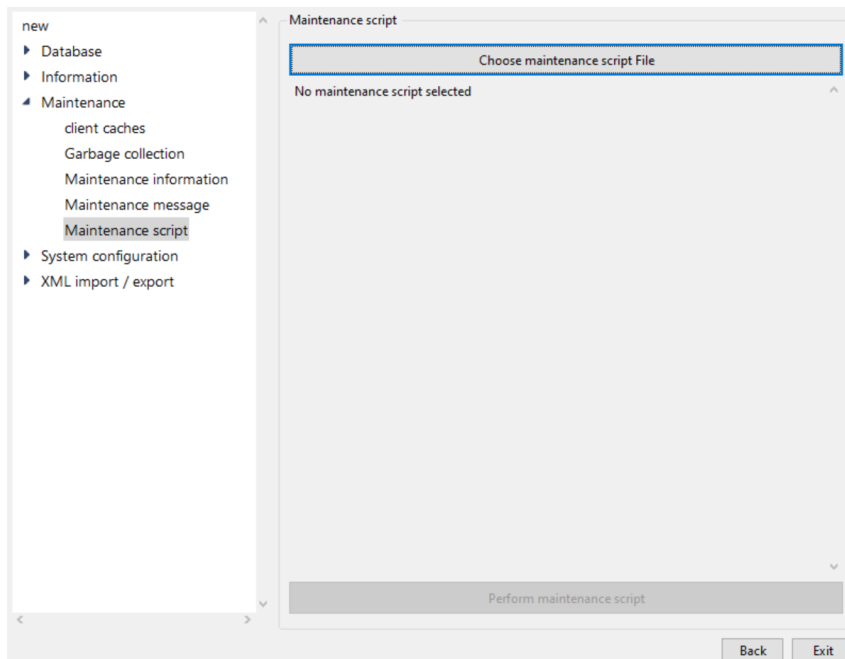 new
Database
Information
Maintenance
client caches
Garbage collection
Maintenance information
Maintenance message
Maintenance script
System configuration
XML import / export
Maintenance script
Choose maintenance script File
No maintenance script selected
Perform maintenance script
Back
Exit